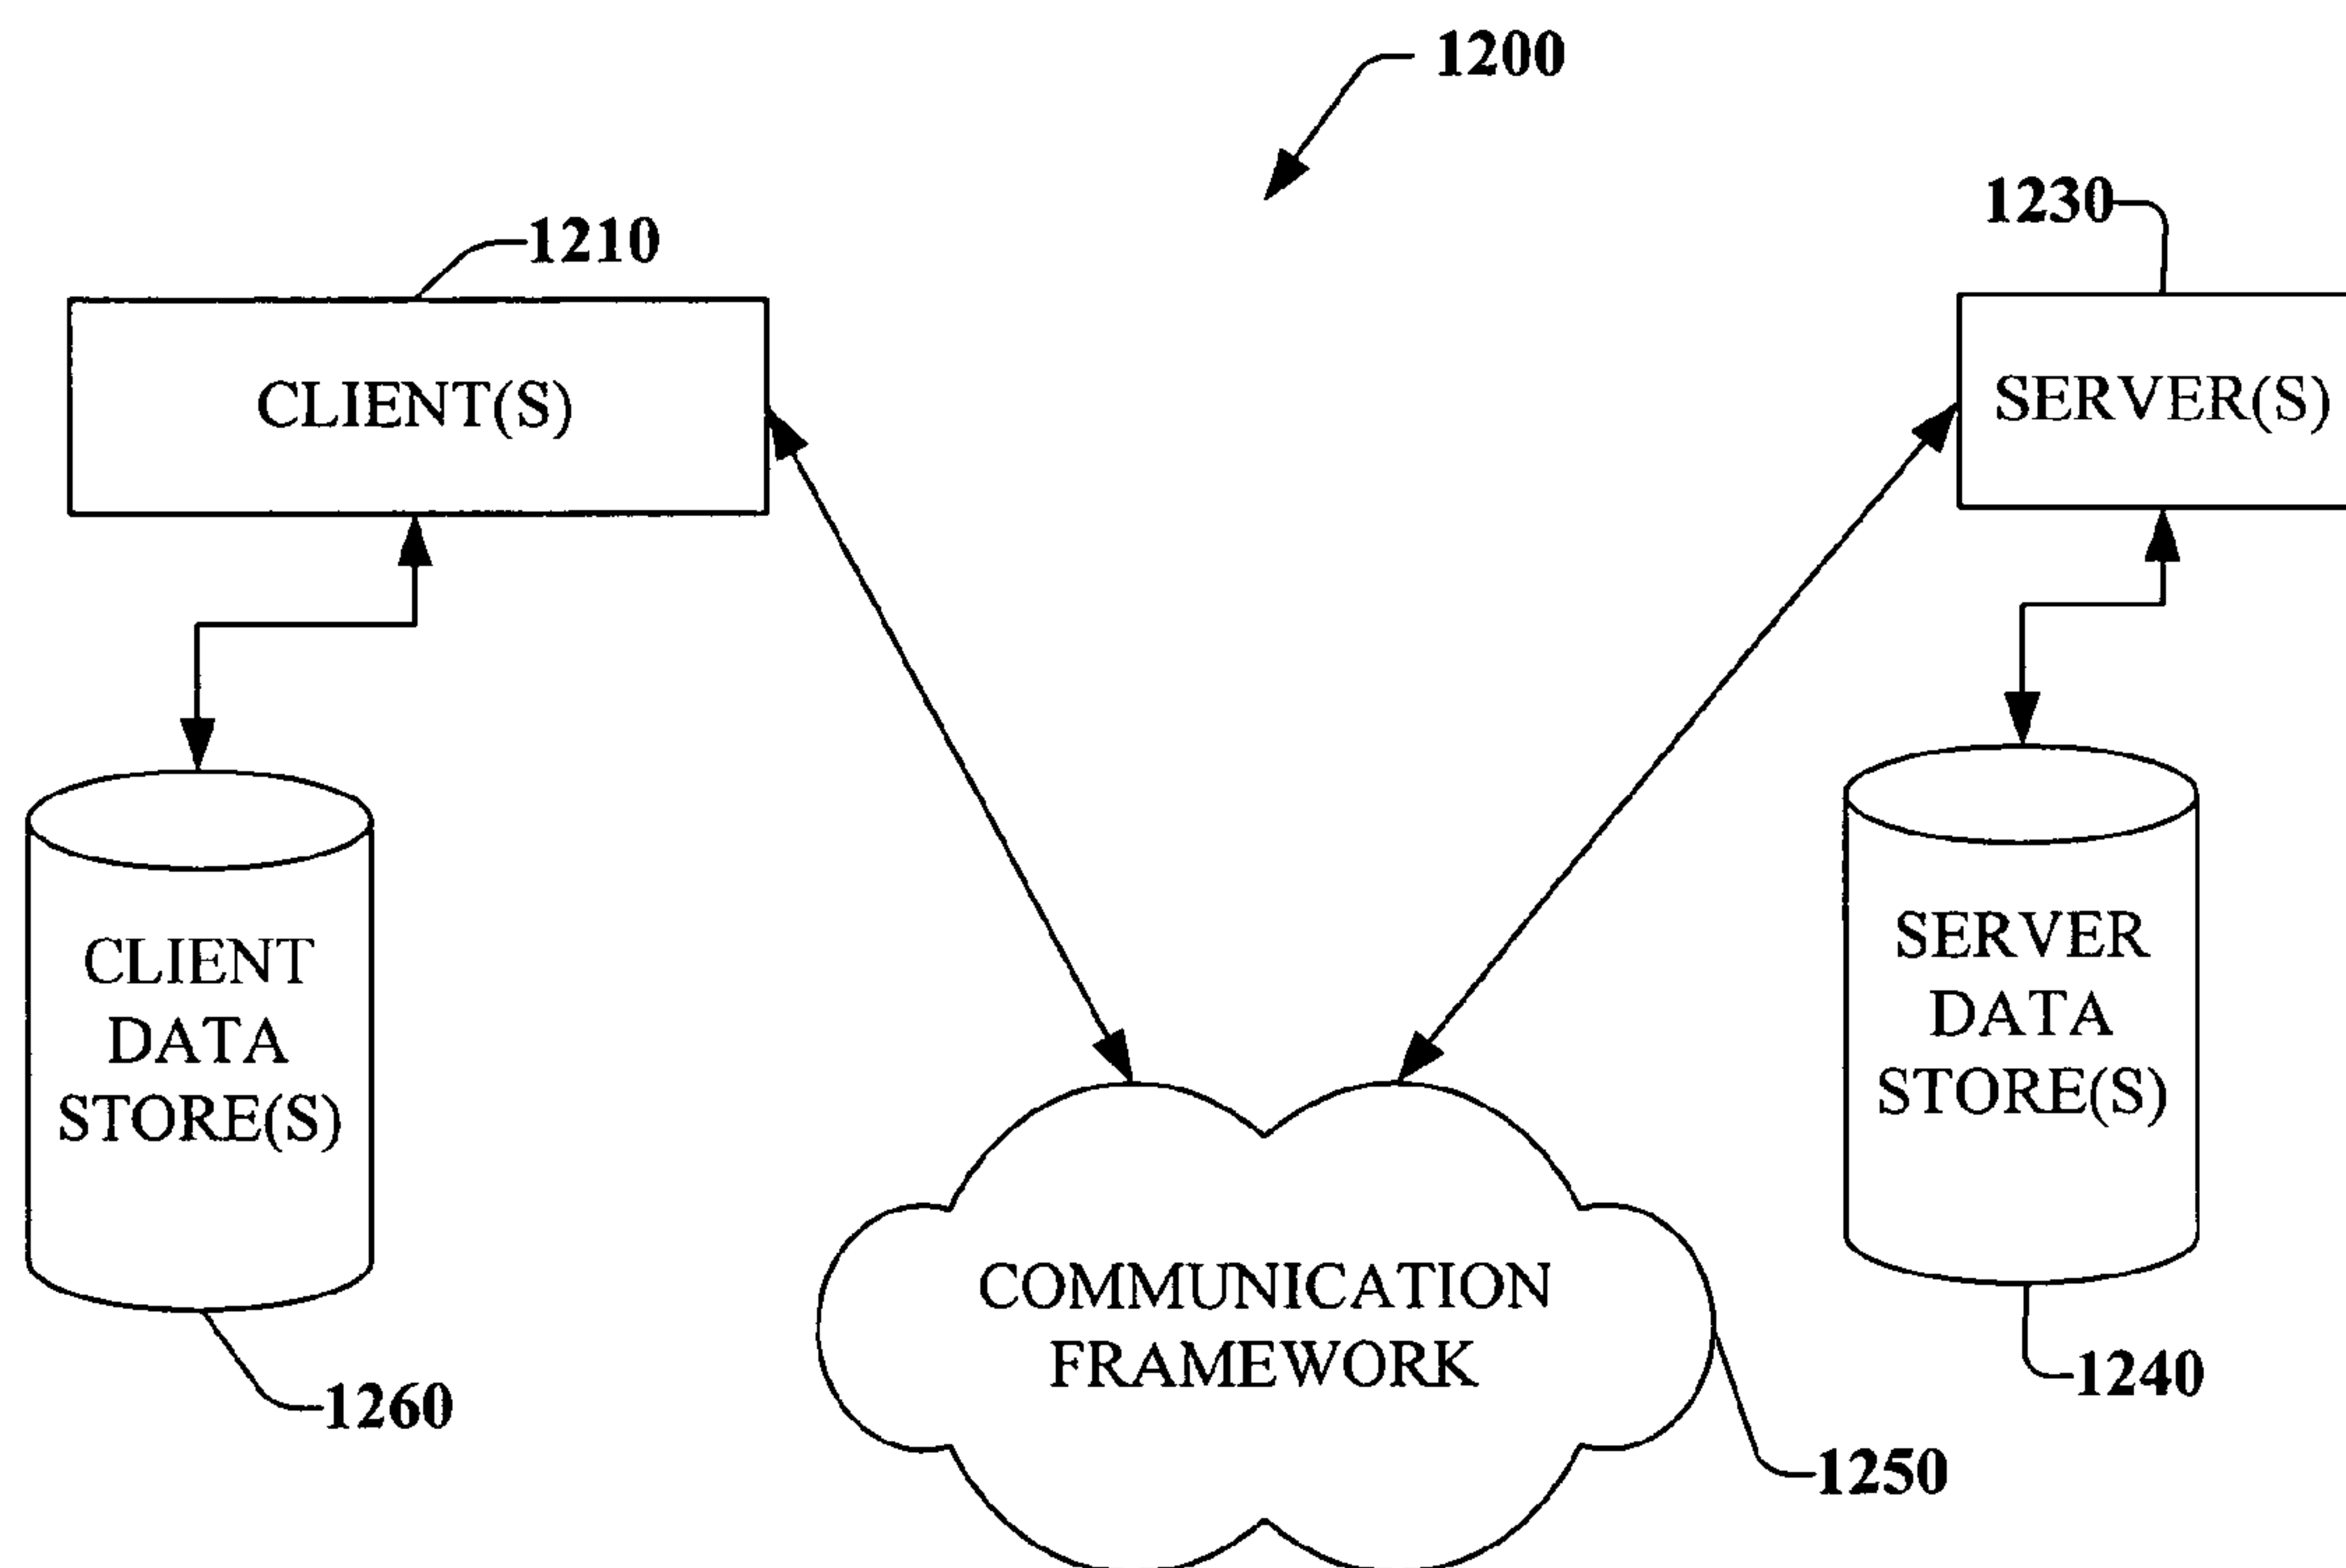 1200
1210
1230
CLIENT(S)
SERVER(S)
CLIENT
DATA
STORE(S)
SERVER
DATA
STORE(S)
COMMUNICATION
FRAMEWORK
1260
1240
1250